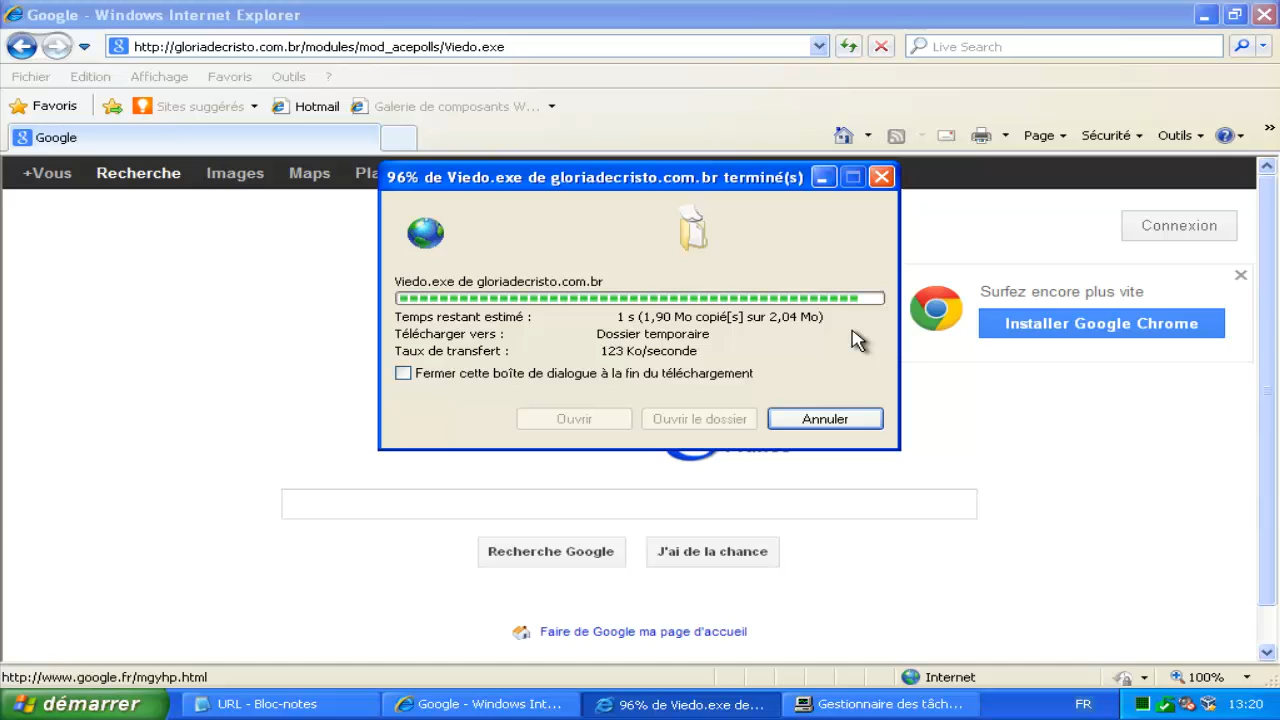 Google - Windows Internet Explorer
http://gloriadecristo.com.br/modules/mod_acepolls/Viedo.exe
Live Search
Fichier Edition Affichage Favoris Outils ?
Favoris Sites suggérés Hotmail Galerie de composants W...
Google Page Sécurité Outils
+Vous Recherche Images Maps Pla
96% de Viedo.exe de gloriadecristo.com.br terminé(s)
Connexion
Viedo.exe de gloriadecristo.com.br
Surfez encore plus vite
Installer Google Chrome
Temps restant estimé : 1 s (1,90 Mo copié[s] sur 2,04 Mo)
Télécharger vers : Dossier temporaire
Taux de transfert : 123 Ko/seconde
Fermer cette boîte de dialogue à la fin du téléchargement
Ouvrir Ouvrir le dossier Annuler
Recherche Google J'ai de la chance
Faire de Google ma page d'accueil
http://www.google.fr/mgyhp.html Internet 100%
démarrer URL - Bloc-notes Google - Windows Int... 96% de Viedo.exe de... Gestionnaire des tâch... FR 13:20